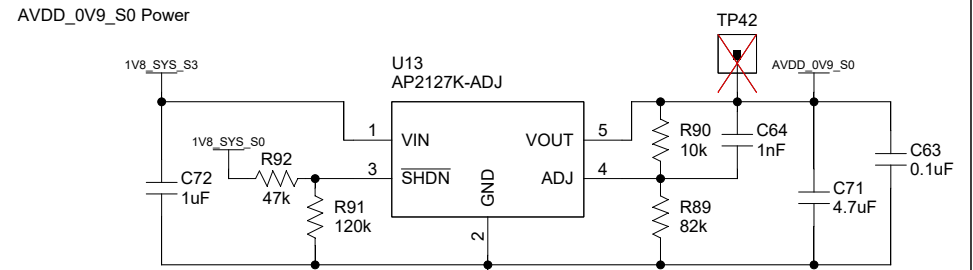 AVDD_0V9_S0 Power
TP42
1V8_SYS_S3
U13
AP2127K-ADJ
AVDD_0V9_S0
1 VIN VOUT 5
R90
10k
C64
1nF
1V8_SYS_S0
R92
47k
3 SHDN ADJ 4
C63
0.1uF
C72
1uF
GND
2
R91
120k
R89
82k
C71
4.7uF